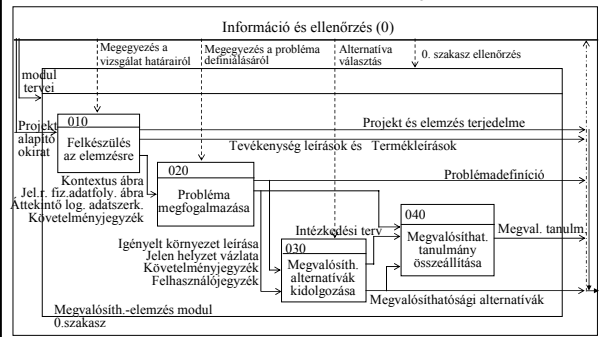 Információ és ellenőrzés (0)
Megegyezés a
vizsgálat határairól
Megegyezés a probléma
definiálásáról
Alternatíva
választás
0. szakasz ellenőrzés
modul
tervei
Projekt
alapító
okirat
010
Felkészülés
az elemzésre
Projekt és elemzés terjedelme
Tevékenység leírások és Termékleírások
020
Probléma
megfogalmazása
Problémadefiníció
Kontextus ábra
Jel.r. fiz.adatfoly. ábra
Áttekintő log. adatszerk.
Követelményjegyzék
040
Megvalósíthat.
tanulmány
összeállítása
Intézkedési terv
Megval. tanulm.
Igényelt környezet leírása
Jelen helyzet vázlata
Követelményjegyzék
Felhasználójegyzék
030
Megvalósíth.
alternatívák
kidolgozása
Megvalósíthatósági alternatívák
Megvalósíth.-elemzés modul
0.szakasz